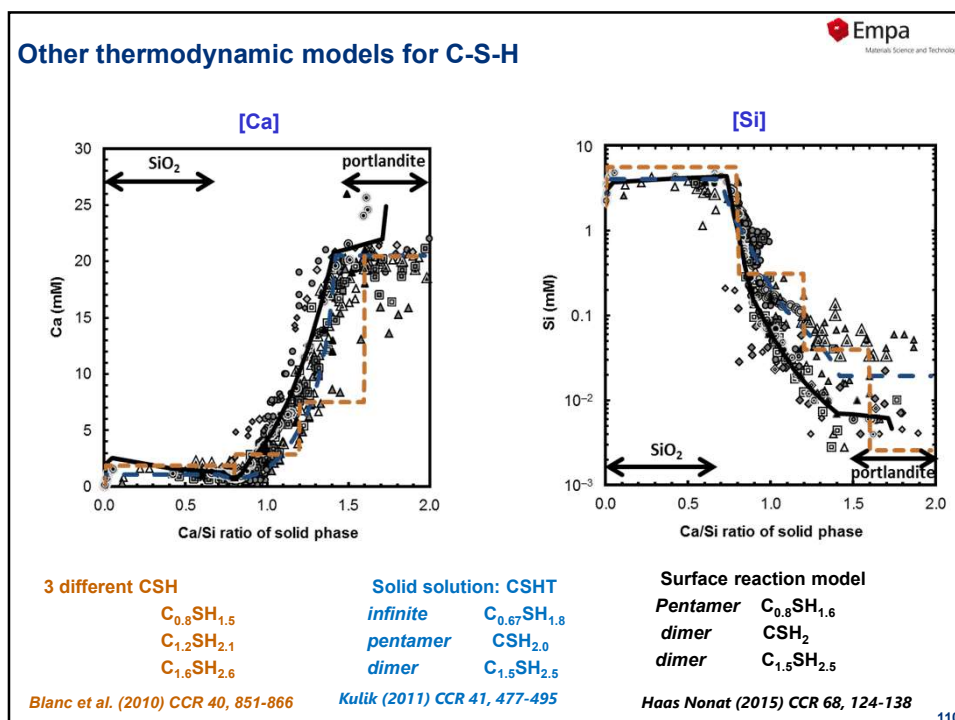 Empa
Materials Science and Technology
Other thermodynamic models for C-S-H
[Ca]
30
25
20
15
10
5
0
Ca (mM)
SiO₂
portlandite
0.0 0.5 1.0 1.5 2.0
Ca/Si ratio of solid phase
[Si]
10
1
0.1
10⁻²
10⁻³
Si (mM)
SiO₂
portlandite
0.0 0.5 1.0 1.5 2.0
Ca/Si ratio of solid phase
3 different CSH
C₀.₈SH₁.₅
C₁.₂SH₂.₁
C₁.₆SH₂.₆
Blanc et al. (2010) CCR 40, 851-866
Solid solution: CSHT
infinite C₀.₆₇SH₁.₈
pentamer CSH₂.₀
dimer C₁.₅SH₂.₅
Kulik (2011) CCR 41, 477-495
Surface reaction model
Pentamer C₀.₈SH₁.₆
dimer CSH₂
dimer C₁.₅SH₂.₅
Haas Nonat (2015) CCR 68, 124-138